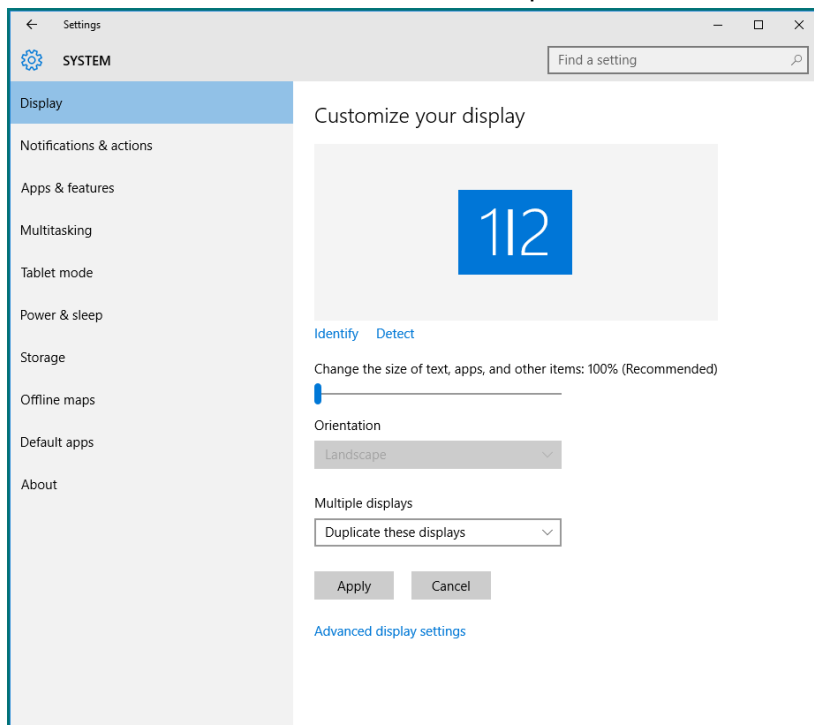 Settings
SYSTEM
Find a setting
Display
Notifications & actions
Apps & features
Multitasking
Tablet mode
Power & sleep
Storage
Offline maps
Default apps
About
Customize your display
1|2
Identify Detect
Change the size of text, apps, and other items: 100% (Recommended)
Orientation
Landscape
Multiple displays
Duplicate these displays
Apply Cancel
Advanced display settings